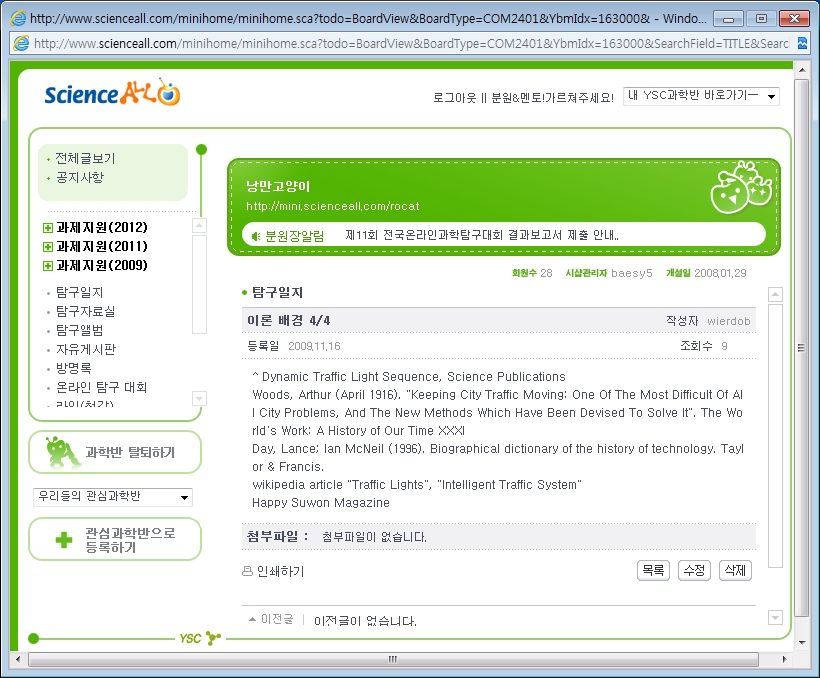 http://www.scienceall.com/minihome/minihome.sca?todo=BoardView&BoardType=COM2401&YbmIdx=163000& - Windo...
http://www.scienceall.com/minihome/minihome.sca?todo=BoardView&BoardType=COM2401&YbmIdx=163000&SearchField=TITLE&Searc
Science ALL
로그아웃 || 분원&멘토!가르쳐주세요!
내 YSC과학반 바로가기ㅡ
전체글보기
공지사항
과제지원(2012)
과제지원(2011)
과제지원(2009)
탐구일지
탐구자료실
탐구앨범
자유게시판
방명록
온라인 탐구 대회
과학반 탈퇴하기
우리들의 관심과학반
관심과학반으로
등록하기
YSC
낭만고양이
http://mini.scienceall.com/rocat
분원장알림 제11회 전국온라인과학탐구대회 결과보고서 제출 안내..
회원수 28 시샵관리자 baesy5 개설일 2008.01.29
탐구일지
이론 배경 4/4 작성자 wierdob
등록일 2009.11.16 조회수 9
^ Dynamic Traffic Light Sequence, Science Publications
Woods, Arthur (April 1916). "Keeping City Traffic Moving: One Of The Most Difficult Of Al
l City Problems, And The New Methods Which Have Been Devised To Solve It". The Wo
rld's Work: A History of Our Time XXXI
Day, Lance; Ian McNeil (1996). Biographical dictionary of the history of technology. Tayl
or & Francis.
wikipedia article "Traffic Lights", "Intelligent Traffic System"
Happy Suwon Magazine
첨부파일 : 첨부파일이 없습니다.
인쇄하기
목록 수정 삭제
이전글 | 이전글이 없습니다.